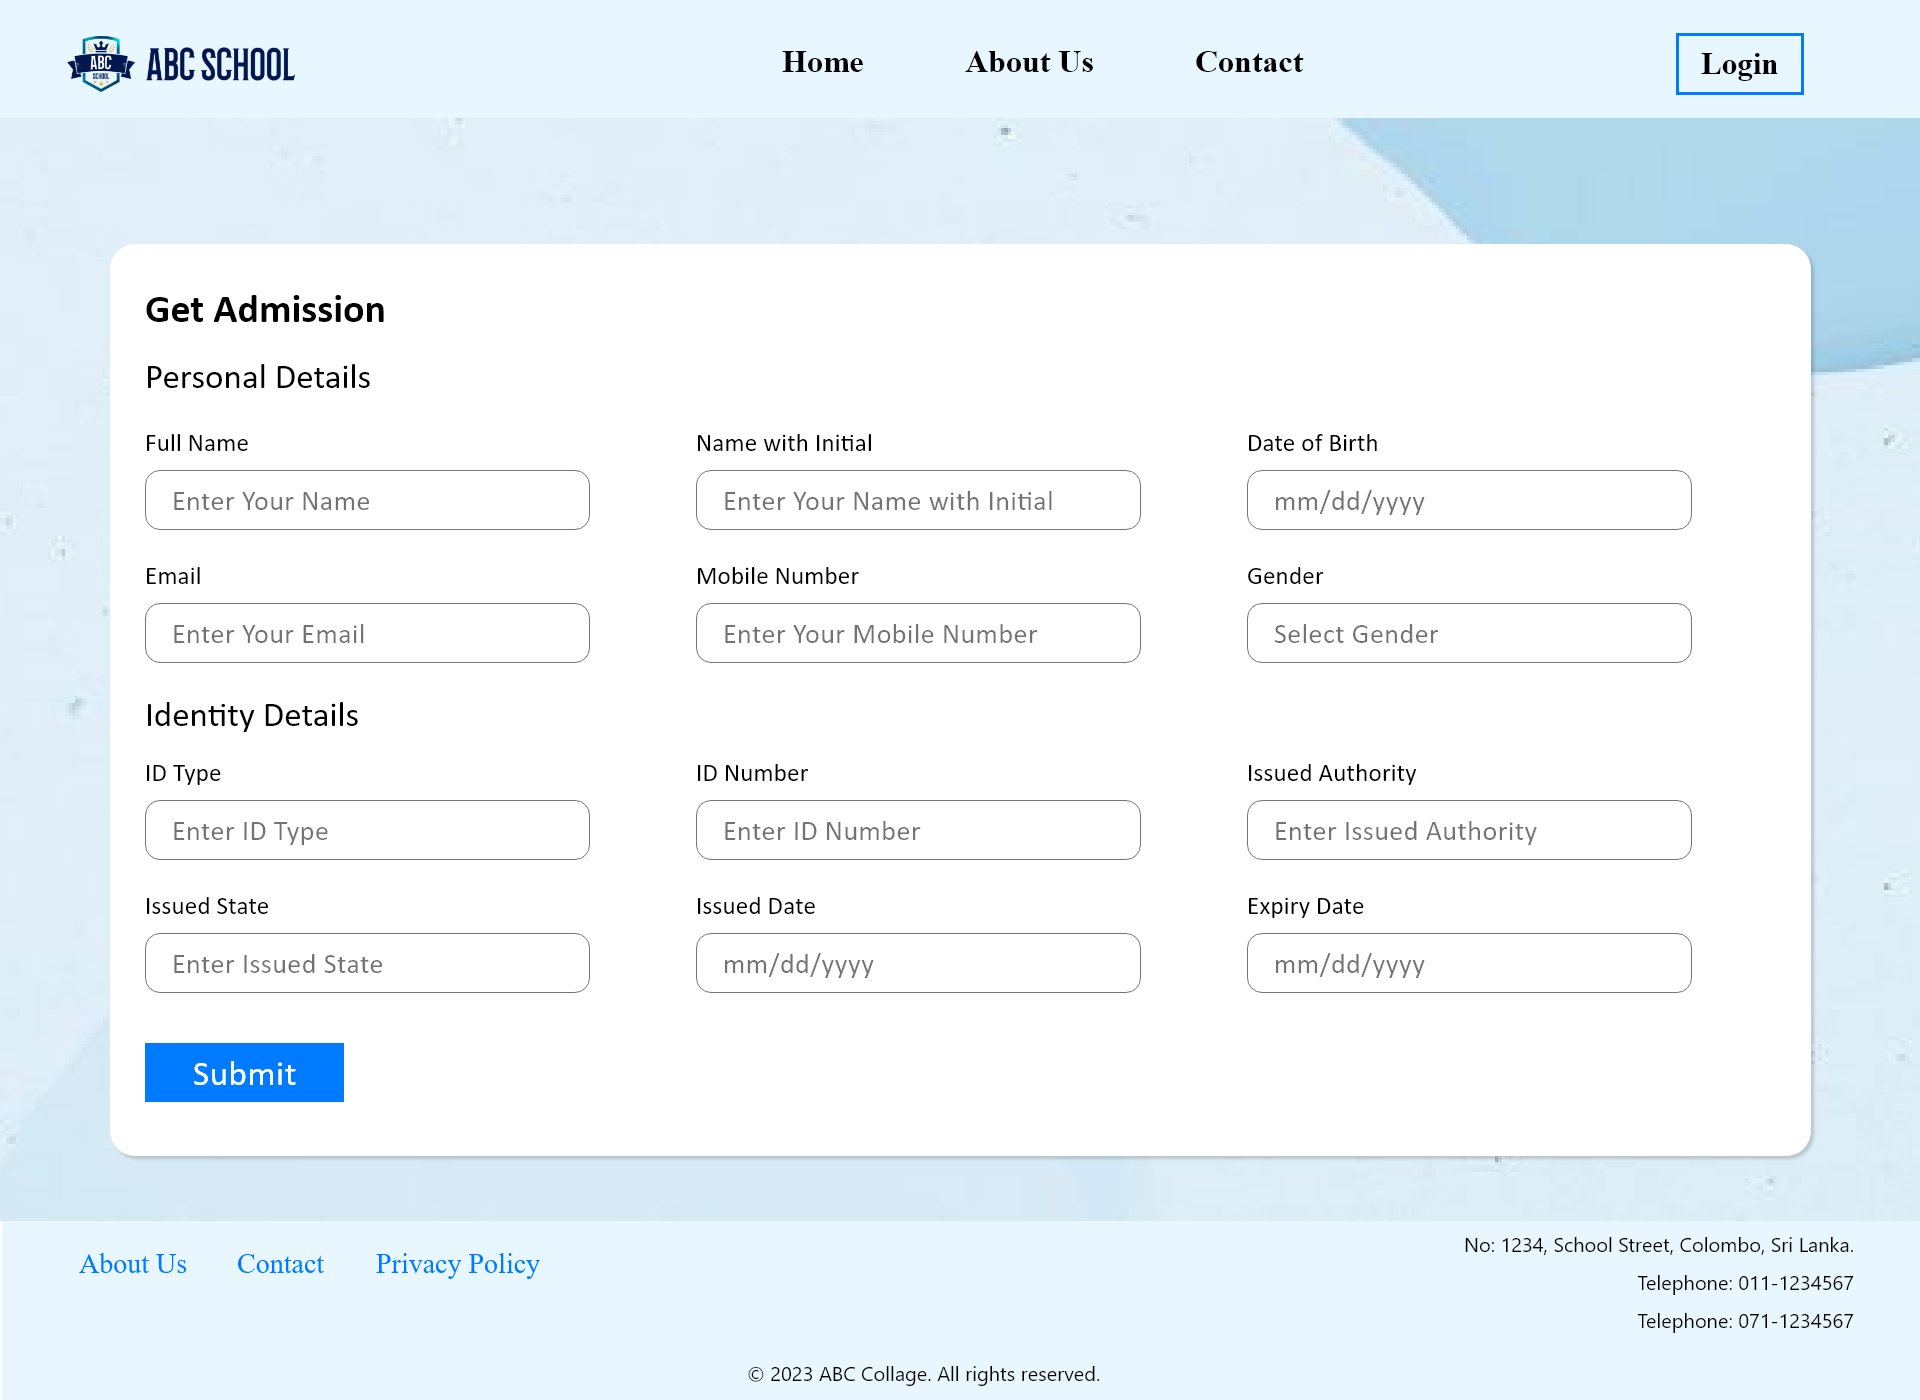 ABC
SCHOOL
ABC SCHOOL
Home About Us Contact
Login
Get Admission
Personal Details
Full Name Name with Initial Date of Birth
Enter Your Name Enter Your Name with Initial mm/dd/yyyy
Email Mobile Number Gender
Enter Your Email Enter Your Mobile Number Select Gender
Identity Details
ID Type ID Number Issued Authority
Enter ID Type Enter ID Number Enter Issued Authority
Issued State Issued Date Expiry Date
Enter Issued State mm/dd/yyyy mm/dd/yyyy
Submit
About Us Contact Privacy Policy
No: 1234, School Street, Colombo, Sri Lanka.
Telephone: 011-1234567
Telephone: 071-1234567
© 2023 ABC Collage. All rights reserved.